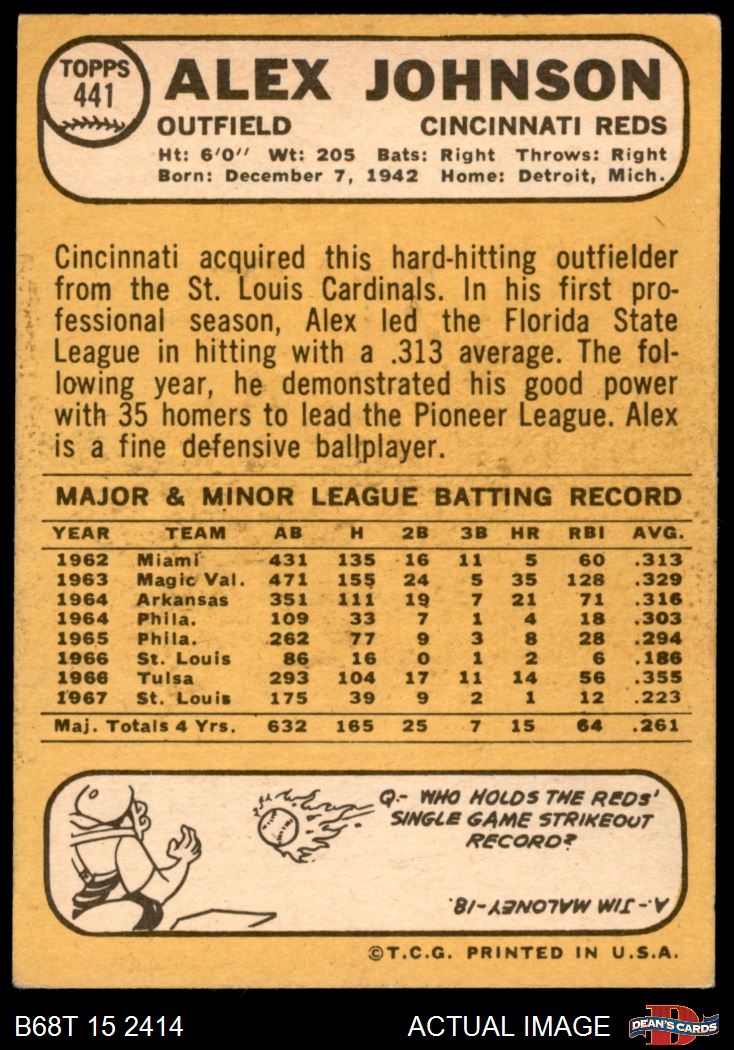 TOPPS
441
ALEX JOHNSON
OUTFIELD CINCINNATI REDS
Ht: 6'0" Wt: 205 Bats: Right Throws: Right
Born: December 7, 1942 Home: Detroit, Mich.
Cincinnati acquired this hard-hitting outfielder
from the St. Louis Cardinals. In his first pro-
fessional season, Alex led the Florida State
League in hitting with a .313 average. The fol-
lowing year, he demonstrated his good power
with 35 homers to lead the Pioneer League. Alex
is a fine defensive ballplayer.
MAJOR & MINOR LEAGUE BATTING RECORD
YEAR TEAM AB H 2B 3B HR RBI AVG.
1962 Miami 431 135 16 11 5 60 .313
1963 Magic Val. 471 155 24 5 35 128 .329
1964 Arkansas 351 111 19 7 21 71 .316
1964 Phila. 109 33 7 1 4 18 .303
1965 Phila. 262 77 9 3 8 28 .294
1966 St. Louis 86 16 0 1 2 6 .186
1966 Tulsa 293 104 17 11 14 56 .355
1967 St. Louis 175 39 9 2 1 12 .223
Maj. Totals 4 Yrs. 632 165 25 7 15 64 .261
Q.- WHO HOLDS THE REDS'
SINGLE GAME STRIKEOUT
RECORD?
A.- JIM MALONEY-18.
©T.C.G. PRINTED IN U.S.A.
B68T 15 2414 ACTUAL IMAGE
DEAN'S CARDS